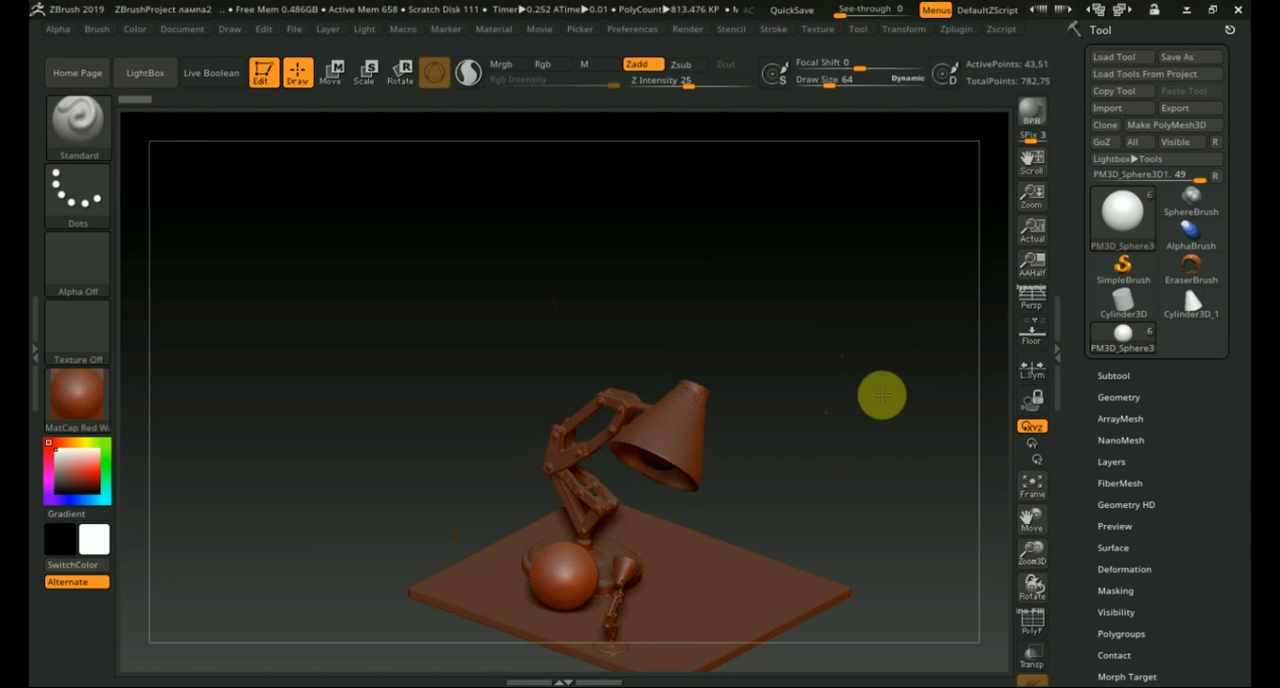 ZBrush 2019 ZBrushProject лампа2 .. • Free Mem 0.486GB • Active Mem 658 • Scratch Disk 111 • Timer▶0.252 ATime▶0.01 • PolyCount▶813.476 KP • AC QuickSave See-through 0 Menus DefaultZScript
Alpha Brush Color Document Draw Edit File Layer Light Macro Marker Material Movie Picker Preferences Render Stencil Stroke Texture Tool Transform Zplugin Zscript
Tool
Home Page LightBox Live Boolean Edit Draw Move Scale Rotate
Mrgb Rgb M Zadd Zsub Zcut
Rgb Intensity Z Intensity 25
Focal Shift 0
Draw Size 64 Dynamic
ActivePoints: 43,51
TotalPoints: 782,75
Standard
Dots
Alpha Off
Texture Off
MatCap Red W
Gradient
SwitchColor
Alternate
BPR
SPix 3
Scroll
Zoom
Actual
AAHalf
Dynamic
Persp
Floor
L.Sym
XYZ
Frame
Move
Zoom3D
Rotate
PolyF
Transp
Load Tool Save As
Load Tools From Project
Copy Tool Paste Tool
Import Export
Clone Make PolyMesh3D
GoZ All Visible R
Lightbox▶Tools
PM3D_Sphere3D1. 49 R
6
PM3D_Sphere3
SphereBrush
AlphaBrush
SimpleBrush EraserBrush
Cylinder3D Cylinder3D_1
6
PM3D_Sphere3
Subtool
Geometry
ArrayMesh
NanoMesh
Layers
FiberMesh
Geometry HD
Preview
Surface
Deformation
Masking
Visibility
Polygroups
Contact
Morph Target